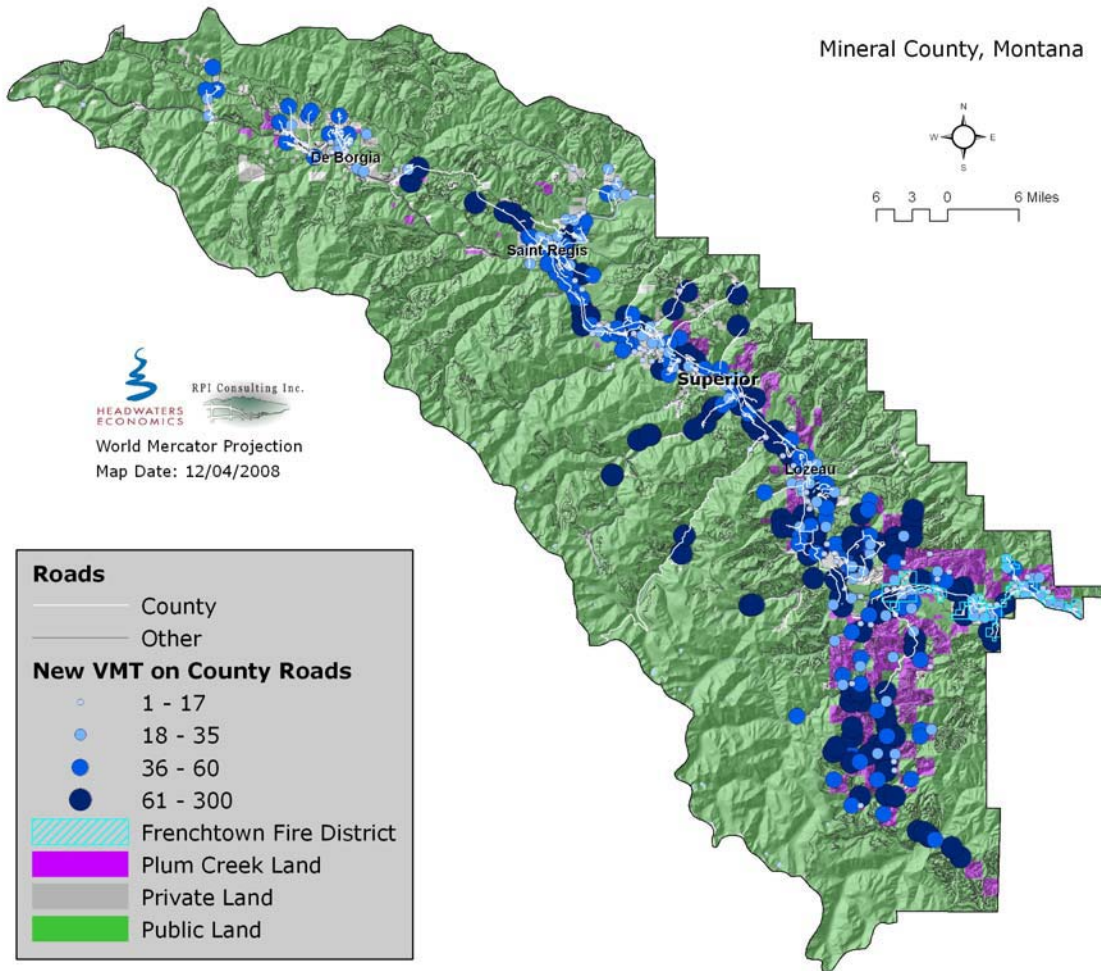 Mineral County, Montana
N
W E
S
6 3 0 6 Miles
De Borgia
Saint Regis
Superior
Lozeau
HEADWATERS
ECONOMICS
RPI Consulting Inc.
World Mercator Projection
Map Date: 12/04/2008
Roads
County
Other
New VMT on County Roads
1 - 17
18 - 35
36 - 60
61 - 300
Frenchtown Fire District
Plum Creek Land
Private Land
Public Land